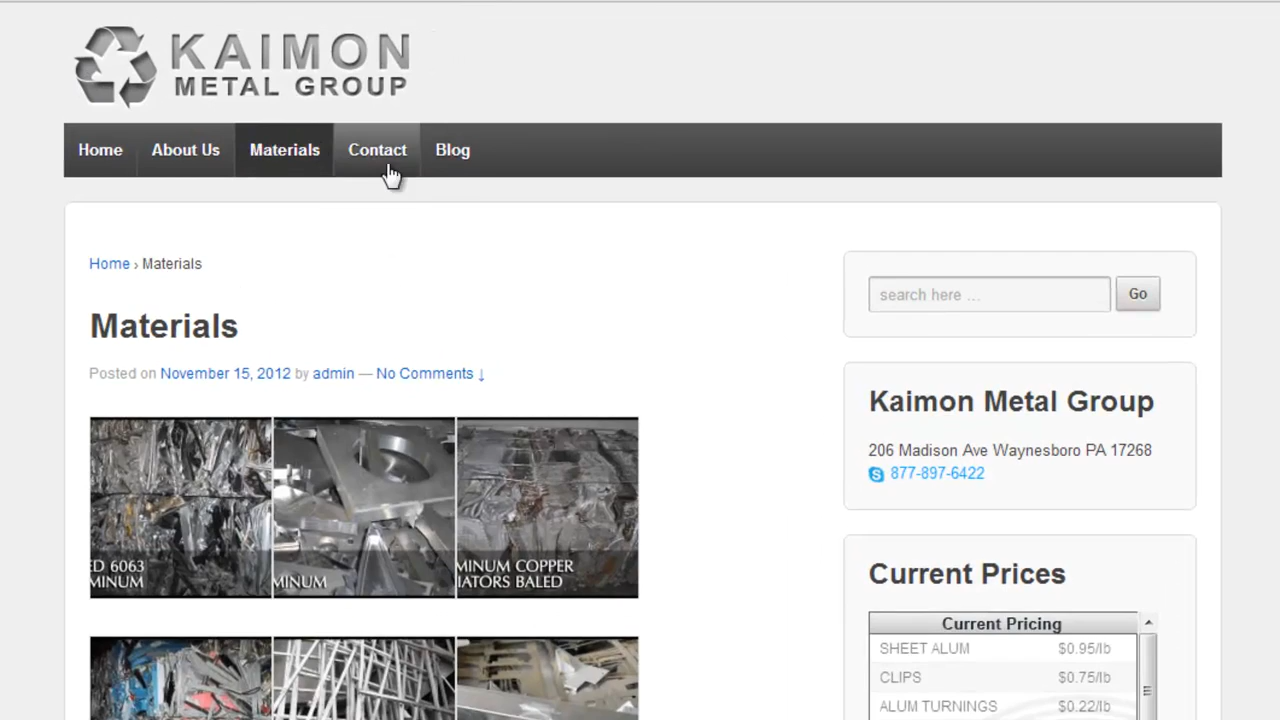 KAIMON
METAL GROUP
Home About Us Materials Contact Blog
Home › Materials
Materials
Posted on November 15, 2012 by admin — No Comments ↓
ED 6063
MINUM
MINUM
MINUM COPPER
IATORS BALED
search here ...
Go
Kaimon Metal Group
206 Madison Ave Waynesboro PA 17268
877-897-6422
Current Prices
Current Pricing
SHEET ALUM $0.95/lb
CLIPS $0.75/lb
ALUM TURNINGS $0.22/lb